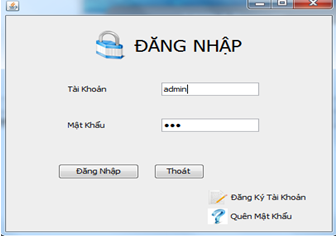 ĐĂNG NHẬP
Tài Khoản admin
Mật Khẩu ●●●
Đăng Nhập Thoát
Đăng Ký Tài Khoản
Quên Mật Khẩu